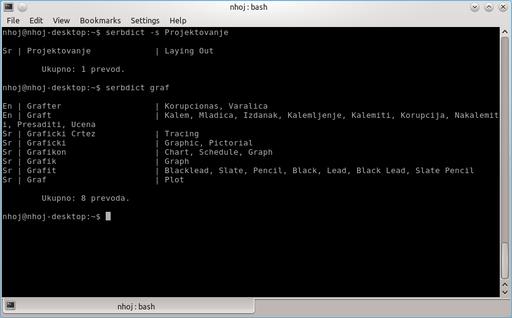 nhoj : bash
File Edit View Bookmarks Settings Help
nhoj@nhoj-desktop:~$ serbdict -s Projektovanje
Sr | Projektovanje | Laying Out
Ukupno: 1 prevod.
nhoj@nhoj-desktop:~$ serbdict graf
En | Grafter | Korupcionas, Varalica
En | Graft | Kalem, Mladica, Izdanak, Kalemljenje, Kalemiti, Korupcija, Nakalemit
i, Presaditi, Ucena
Sr | Graficki Crtez | Tracing
Sr | Graficki | Graphic, Pictorial
Sr | Grafikon | Chart, Schedule, Graph
Sr | Grafik | Graph
Sr | Grafit | Blacklead, Slate, Pencil, Black, Lead, Black Lead, Slate Pencil
Sr | Graf | Plot
Ukupno: 8 prevoda.
nhoj@nhoj-desktop:~$
nhoj : bash